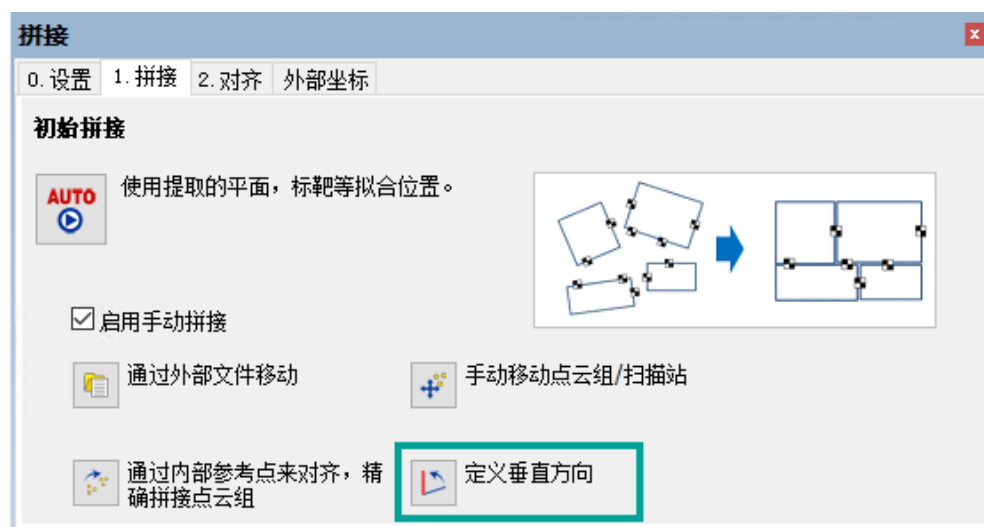 拼接
0.设置 1.拼接 2.对齐 外部坐标
初始拼接
AUTO
使用提取的平面，标靶等拟合位置。
启用手动拼接
通过外部文件移动
手动移动点云组/扫描站
通过内部参考点来对齐，精
确拼接点云组
定义垂直方向